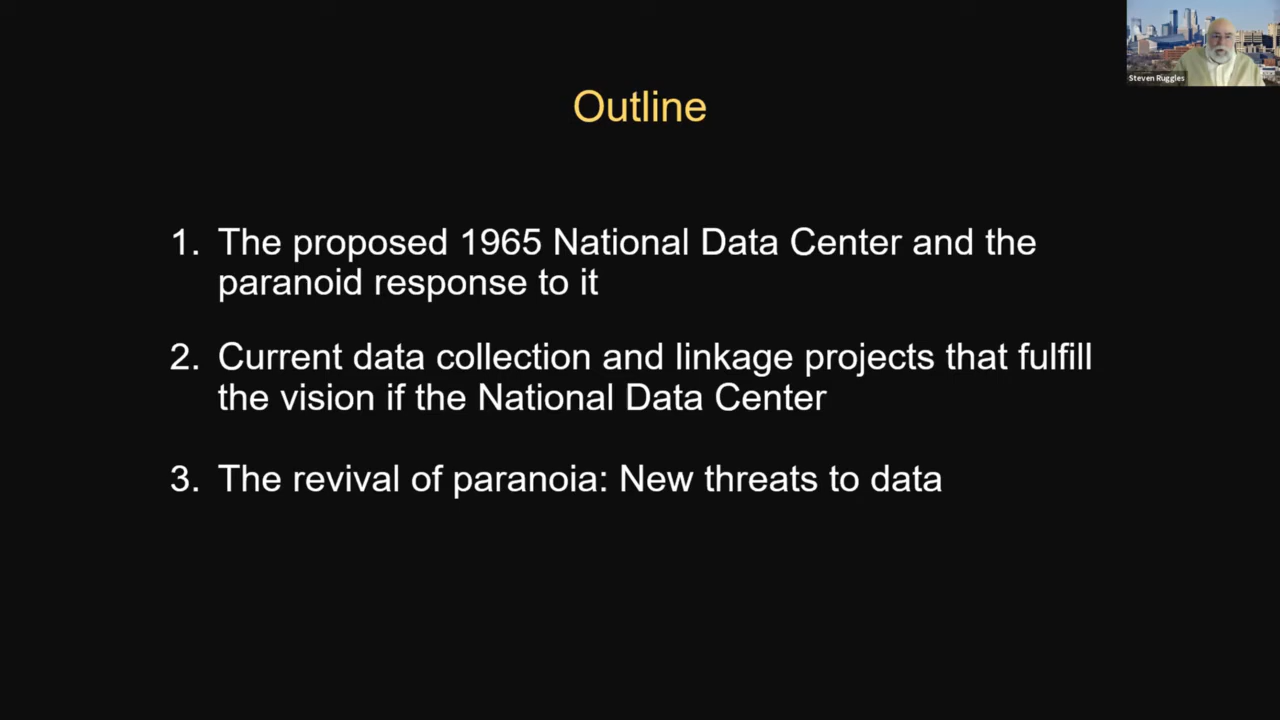 Steven Ruggles
Outline
1. The proposed 1965 National Data Center and the
paranoid response to it
2. Current data collection and linkage projects that fulfill
the vision if the National Data Center
3. The revival of paranoia: New threats to data